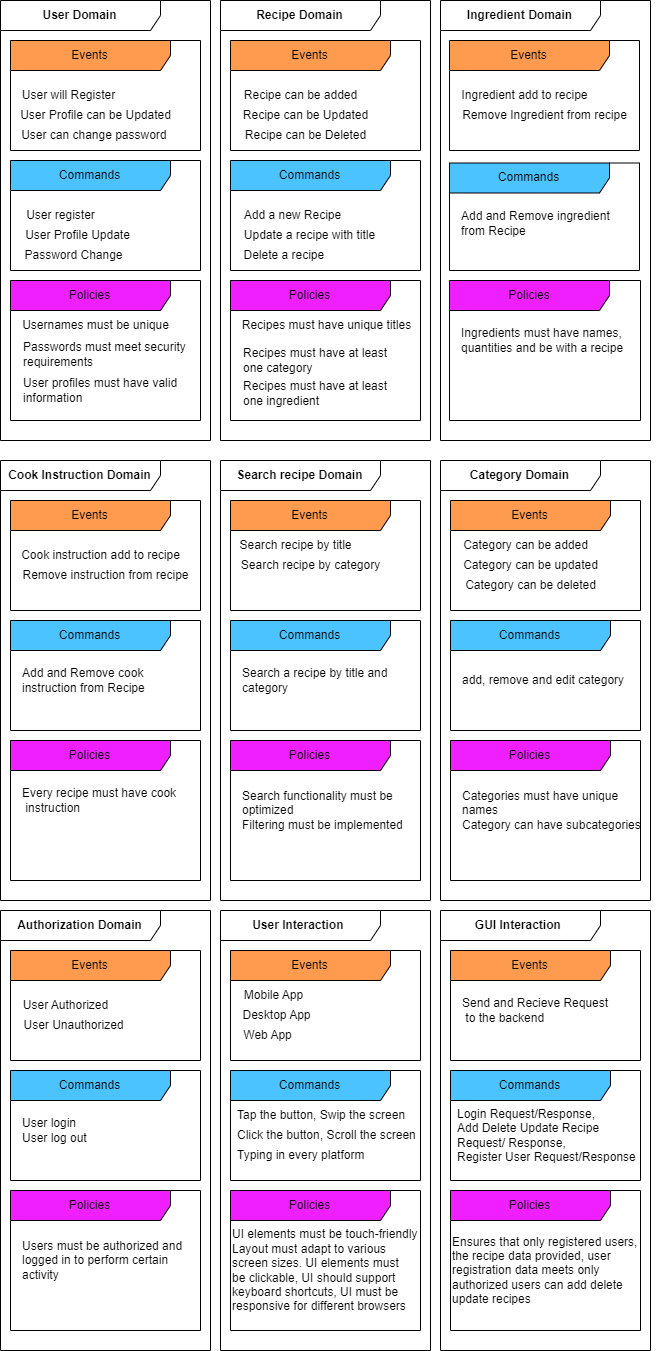 User Domain
Events
User will Register
User Profile can be Updated
User can change password
Commands
User register
User Profile Update
Password Change
Policies
Usernames must be unique
Passwords must meet security
requirements
User profiles must have valid
information
Recipe Domain
Events
Recipe can be added
Recipe can be Updated
Recipe can be Deleted
Commands
Add a new Recipe
Update a recipe with title
Delete a recipe
Policies
Recipes must have unique titles
Recipes must have at least
one category
Recipes must have at least
one ingredient
Ingredient Domain
Events
Ingredient add to recipe
Remove Ingredient from recipe
Commands
Add and Remove ingredient
from Recipe
Policies
Ingredients must have names,
quantities and be with a recipe
Cook Instruction Domain
Events
Cook instruction add to recipe
Remove instruction from recipe
Commands
Add and Remove cook
instruction from Recipe
Policies
Every recipe must have cook
instruction
Search recipe Domain
Events
Search recipe by title
Search recipe by category
Commands
Search a recipe by title and
category
Policies
Search functionality must be
optimized
Filtering must be implemented
Category Domain
Events
Category can be added
Category can be updated
Category can be deleted
Commands
add, remove and edit category
Policies
Categories must have unique
names
Category can have subcategories
Authorization Domain
Events
User Authorized
User Unauthorized
Commands
User login
User log out
Policies
Users must be authorized and
logged in to perform certain
activity
User Interaction
Events
Mobile App
Desktop App
Web App
Commands
Tap the button, Swip the screen
Click the button, Scroll the screen
Typing in every platform
Policies
UI elements must be touch-friendly
Layout must adapt to various
screen sizes. UI elements must
be clickable, UI should support
keyboard shortcuts, UI must be
responsive for different browsers
GUI Interaction
Events
Send and Recieve Request
to the backend
Commands
Login Request/Response,
Add Delete Update Recipe
Request/ Response,
Register User Request/Response
Policies
Ensures that only registered users,
the recipe data provided, user
registration data meets only
authorized users can add delete
update recipes